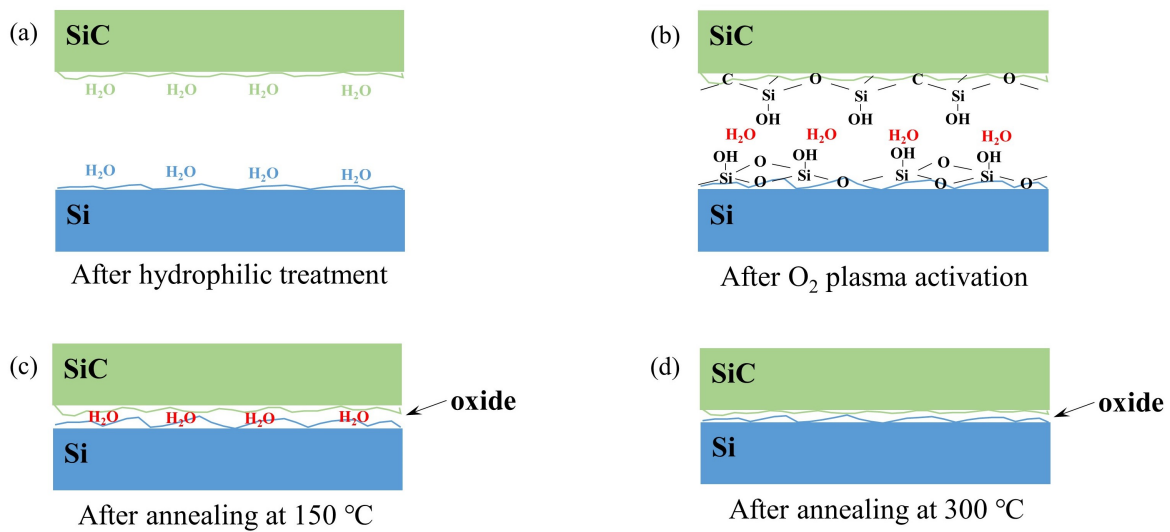 (a)
SiC
H₂O H₂O H₂O H₂O
H₂O H₂O H₂O H₂O
Si
After hydrophilic treatment
(b)
SiC
C O C O
Si Si Si
OH OH OH
H₂O H₂O H₂O H₂O
OH OH OH OH
O O
Si Si Si Si
O O O O
Si
After O₂ plasma activation
(c)
SiC
oxide
H₂O H₂O H₂O H₂O
Si
After annealing at 150 °C
(d)
SiC
oxide
Si
After annealing at 300 °C